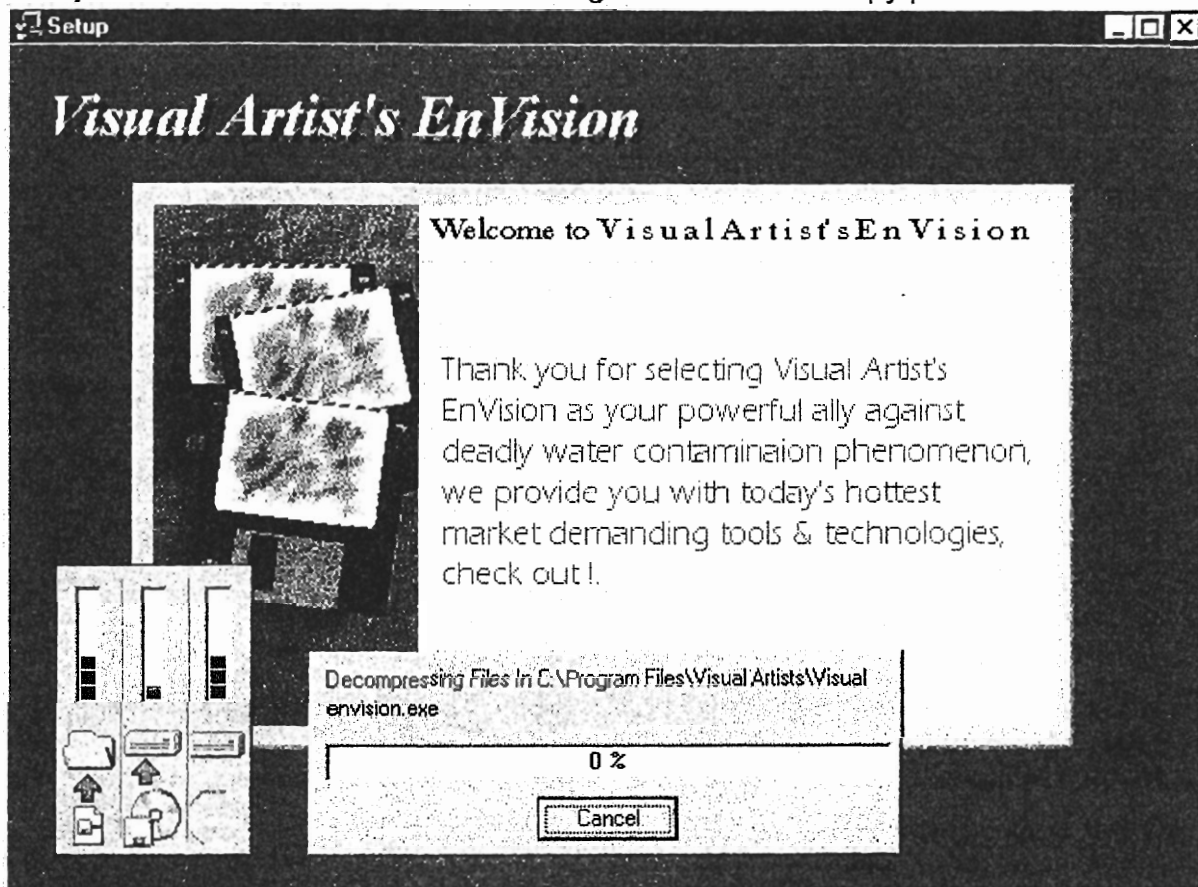 Setup
Visual Artist's EnVision
Welcome to Visual Artist's EnVision
Thank you for selecting Visual Artist's
EnVision as your powerful ally against
deadly water contaminaion phenomenon,
we provide you with today's hottest
market demanding tools & technologies,
check out !.
Decompressing Files In C:\Program Files\Visual Artists\Visual
envision.exe
0 %
Cancel